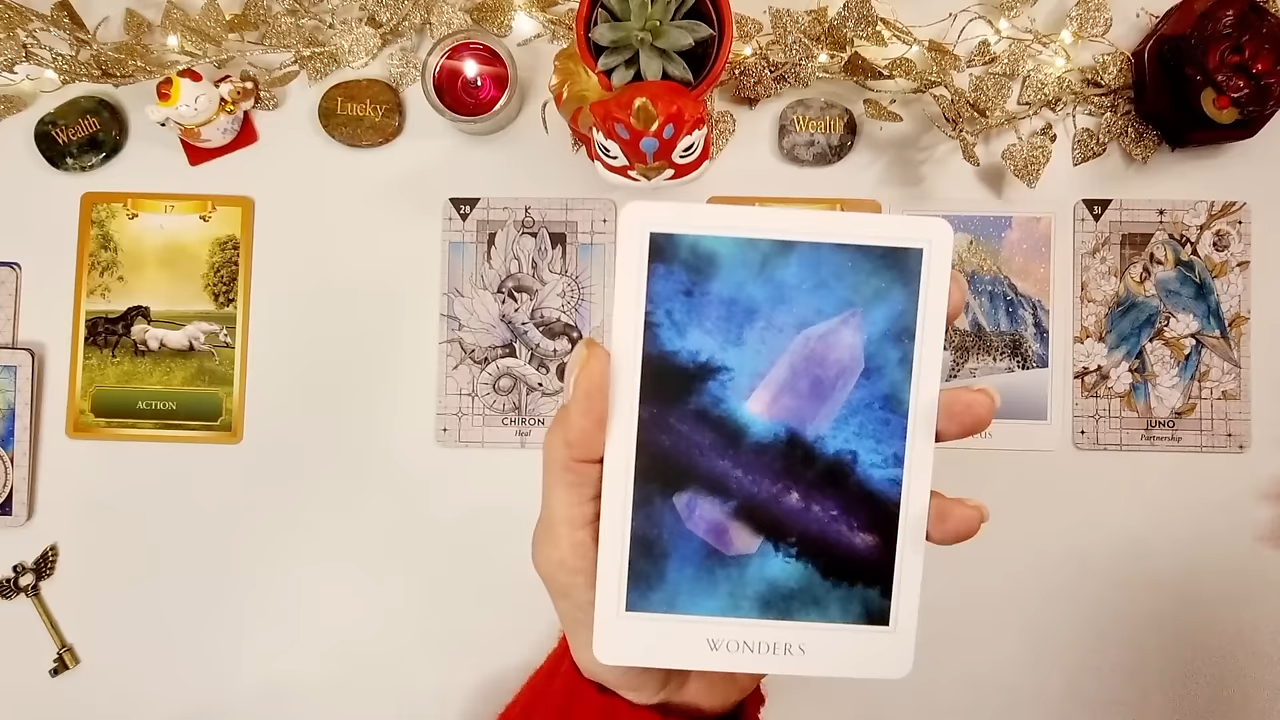 Wealth
Lucky
Wealth
17
ACTION
28
CHIRON
Heal
31
JUNO
Partnership
WONDERS